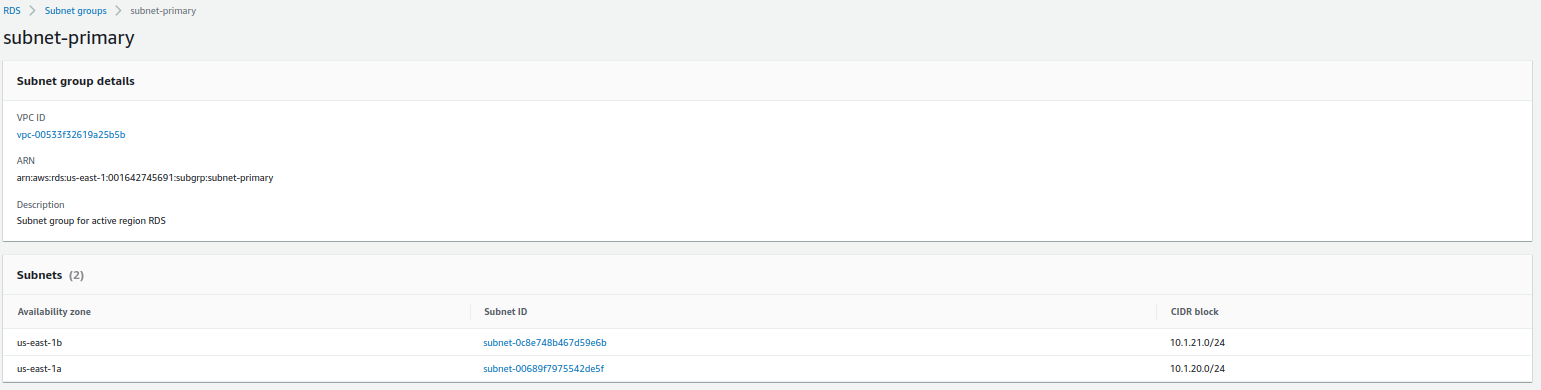 RDS > Subnet groups > subnet-primary
subnet-primary
Subnet group details
VPC ID
vpc-00533f32619a25b5b
ARN
arn:aws:rds:us-east-1:001642745691:subgrp:subnet-primary
Description
Subnet group for active region RDS
Subnets (2)
Availability zone Subnet ID CIDR block
us-east-1b subnet-0c8e748b467d59e6b 10.1.21.0/24
us-east-1a subnet-00689f7975542de5f 10.1.20.0/24